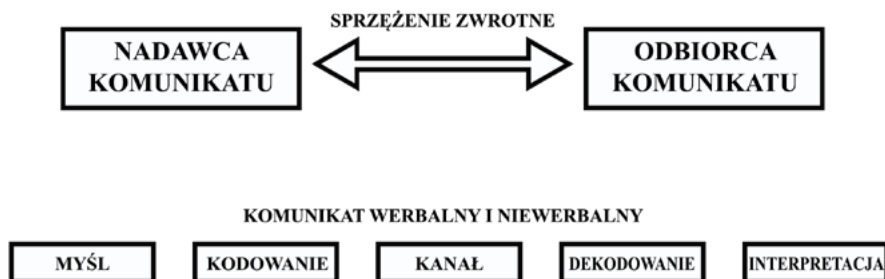 SPRZĘŻENIE ZWROTNE
NADAWCA
KOMUNIKATU
ODBIORCA
KOMUNIKATU
KOMUNIKAT WERBALNY I NIEWERBALNY
MYŚL
KODOWANIE
KANAŁ
DEKODOWANIE
INTERPRETACJA